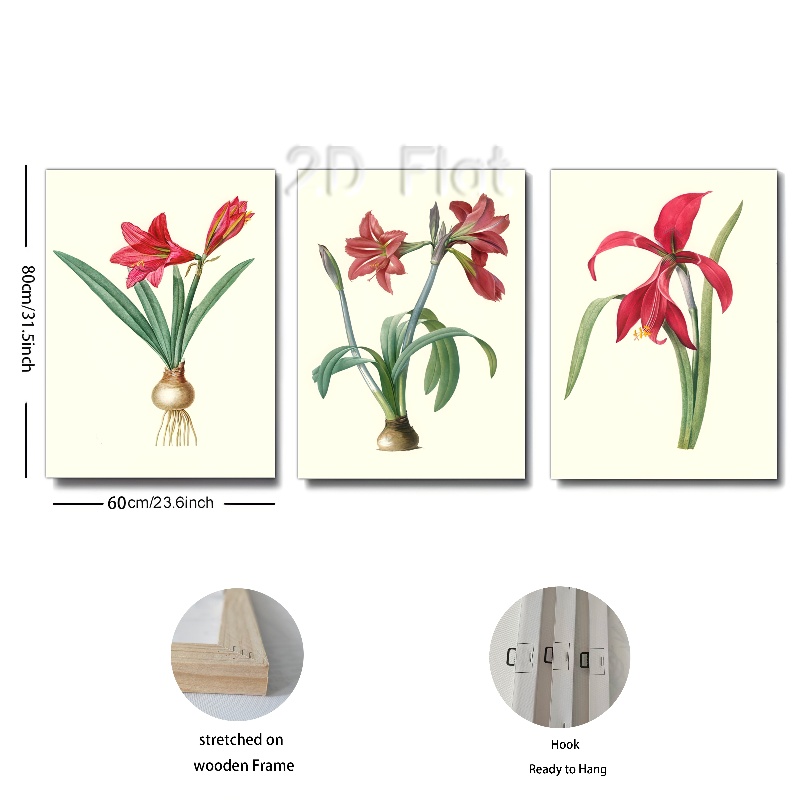 2D Flat
80cm/31.5inch
60cm/23.6inch
stretched on
wooden Frame
Hook
Ready to Hang